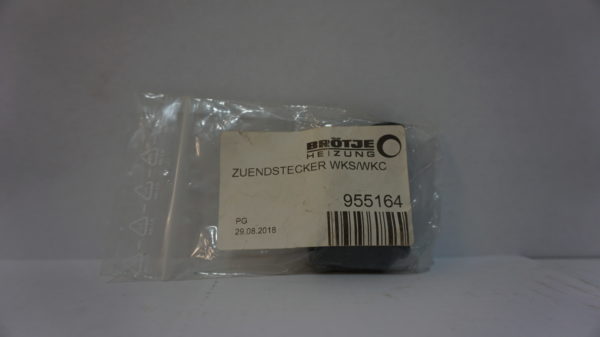 BRÖTJE
HEIZUNG
ZUENDSTECKER WKS/WKC
955164
PG
29.08.2018